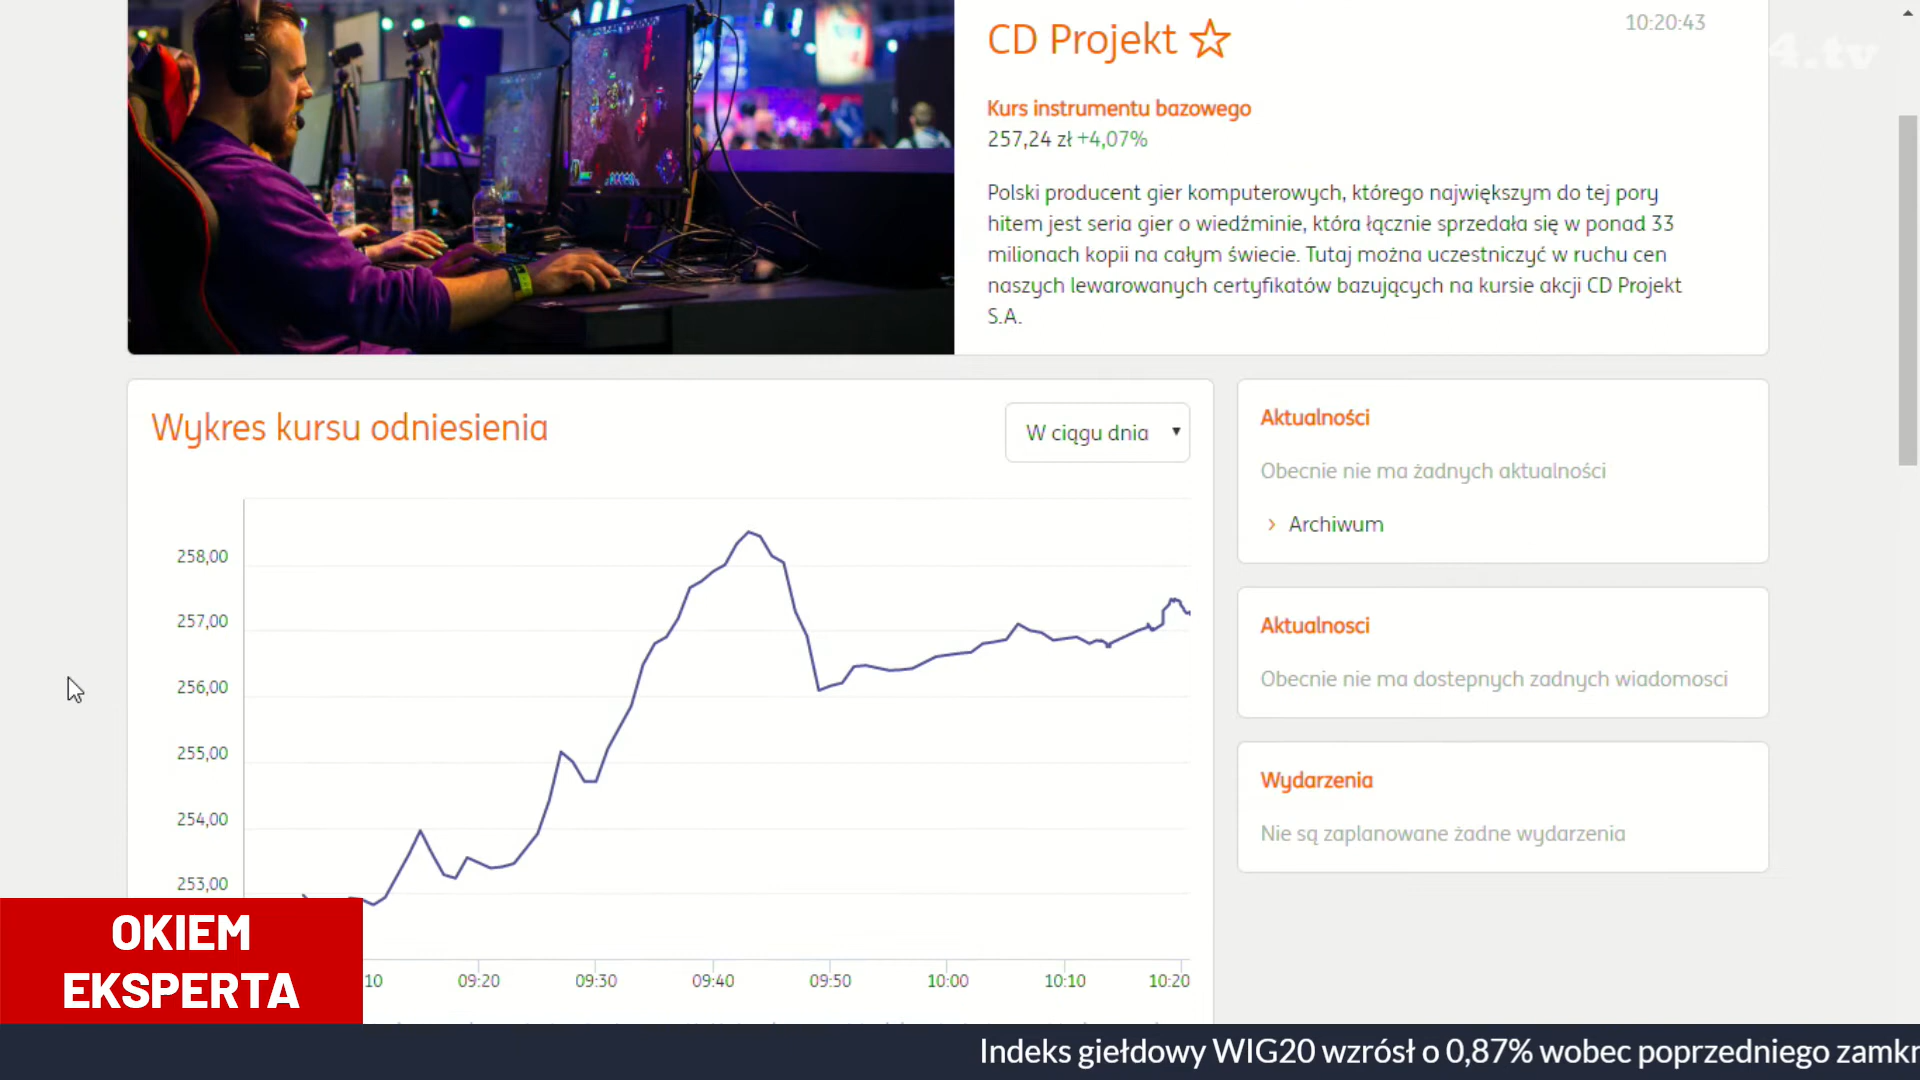 CD Projekt
10:20:43
4.tv
Kurs instrumentu bazowego
257,24 zł +4,07%
Polski producent gier komputerowych, którego największym do tej pory
hitem jest seria gier o wiedźminie, która łącznie sprzedała się w ponad 33
milionach kopii na całym świecie. Tutaj można uczestniczyć w ruchu cen
naszych lewarowanych certyfikatów bazujących na kursie akcji CD Projekt
S.A.
Wykres kursu odniesienia
W ciągu dnia
258,00
257,00
256,00
255,00
254,00
253,00
10 09:20 09:30 09:40 09:50 10:00 10:10 10:20
Aktualności
Obecnie nie ma żadnych aktualności
Archiwum
Aktualnosci
Obecnie nie ma dostepnych zadnych wiadomosci
Wydarzenia
Nie są zaplanowane żadne wydarzenia
OKIEM
EKSPERTA
Indeks giełdowy WIG20 wzrósł o 0,87% wobec poprzedniego zamkn